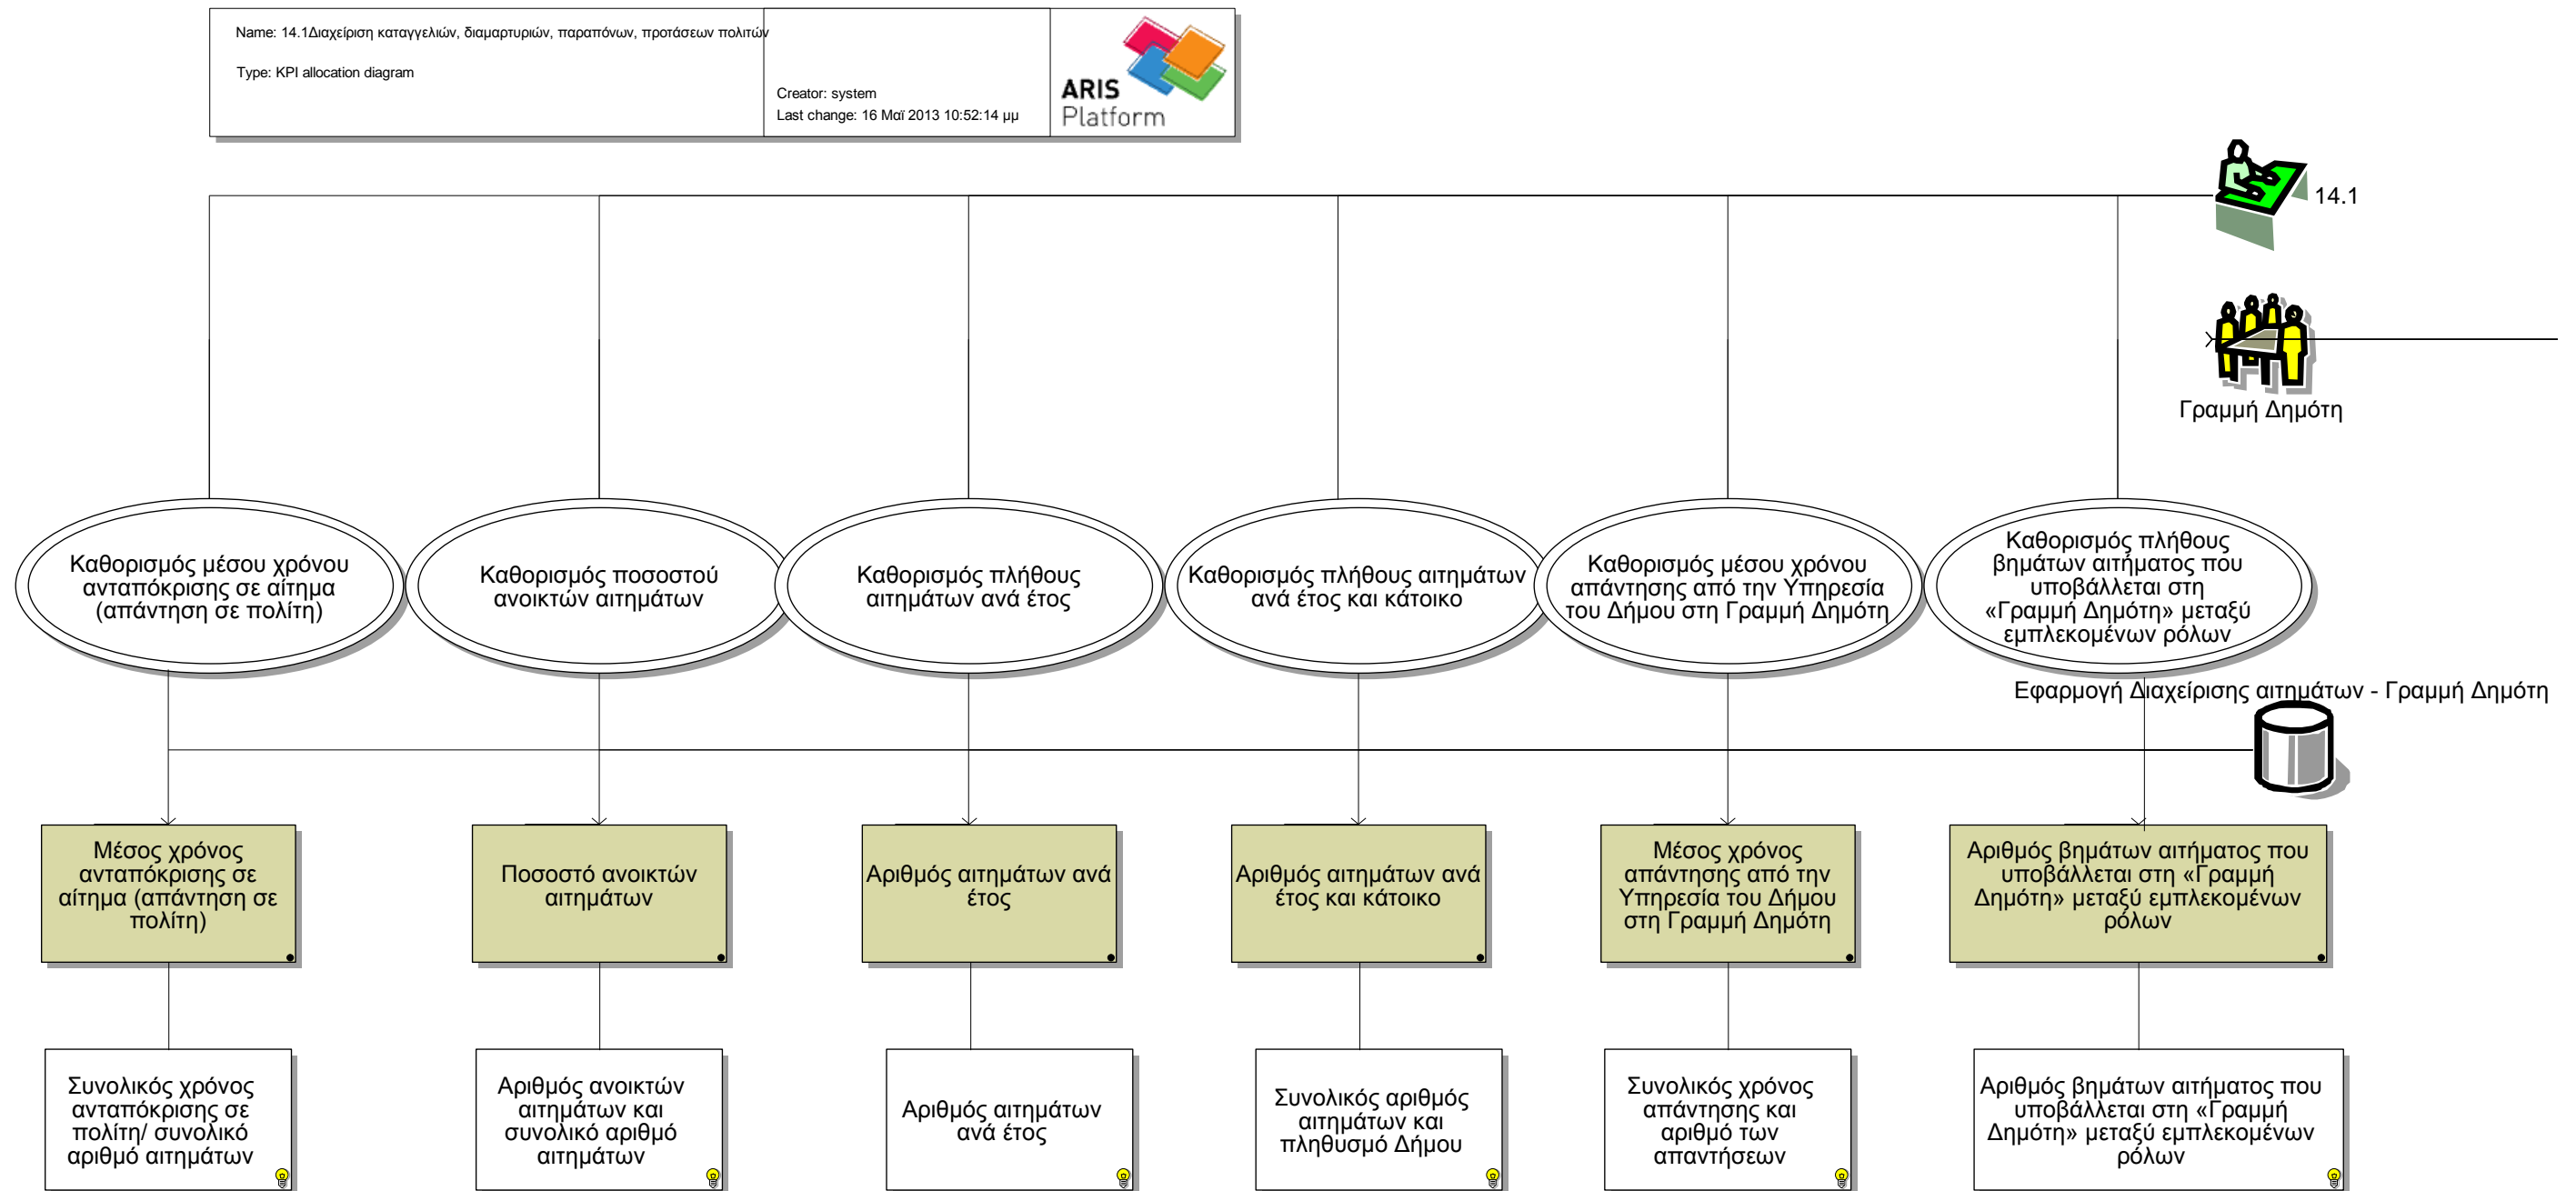 Name: 14.1Διαχείριση καταγγελιών, διαμαρτυριών, παραπόνων, προτάσεων πολιτών
Type: KPI allocation diagram
Creator: system
Last change: 16 Μαϊ 2013 10:52:14 μμ
ARIS
Platform
14.1
Γραμμή Δημότη
Καθορισμός μέσου χρόνου
ανταπόκρισης σε αίτημα
(απάντηση σε πολίτη)
Καθορισμός ποσοστού
ανοικτών αιτημάτων
Καθορισμός πλήθους
αιτημάτων ανά έτος
Καθορισμός πλήθους αιτημάτων
ανά έτος και κάτοικο
Καθορισμός μέσου χρόνου
απάντησης από την Υπηρεσία
του Δήμου στη Γραμμή Δημότη
Καθορισμός πλήθους
βημάτων αιτήματος που
υποβάλλεται στη
«Γραμμή Δημότη» μεταξύ
εμπλεκομένων ρόλων
Εφαρμογή Διαχείρισης αιτημάτων - Γραμμή Δημότη
Μέσος χρόνος
ανταπόκρισης σε
αίτημα (απάντηση σε
πολίτη)
Ποσοστό ανοικτών
αιτημάτων
Αριθμός αιτημάτων ανά
έτος
Αριθμός αιτημάτων ανά
έτος και κάτοικο
Μέσος χρόνος
απάντησης από την
Υπηρεσία του Δήμου
στη Γραμμή Δημότη
Αριθμός βημάτων αιτήματος που
υποβάλλεται στη «Γραμμή
Δημότη» μεταξύ εμπλεκομένων
ρόλων
Συνολικός χρόνος
ανταπόκρισης σε
πολίτη/ συνολικό
αριθμό αιτημάτων
Αριθμός ανοικτών
αιτημάτων και
συνολικό αριθμό
αιτημάτων
Αριθμός αιτημάτων
ανά έτος
Συνολικός αριθμός
αιτημάτων και
πληθυσμό Δήμου
Συνολικός χρόνος
απάντησης και
αριθμό των
απαντήσεων
Αριθμός βημάτων αιτήματος που
υποβάλλεται στη «Γραμμή
Δημότη» μεταξύ εμπλεκομένων
ρόλων